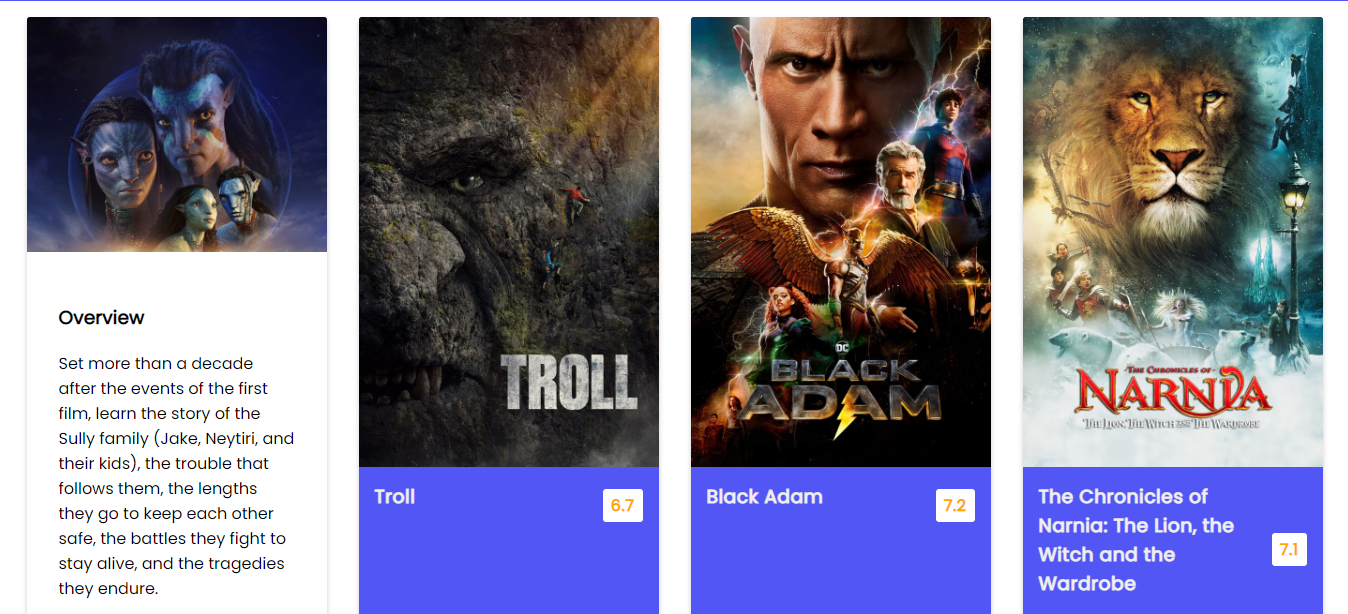 Overview
Set more than a decade
after the events of the first
film, learn the story of the
Sully family (Jake, Neytiri, and
their kids), the trouble that
follows them, the lengths
they go to keep each other
safe, the battles they fight to
stay alive, and the tragedies
they endure.
TROLL
Troll
6.7
DC
BLACK
ADAM
Black Adam
7.2
THE CHRONICLES OF
NARNIA
THE LION, THE WITCH AND THE WARDROBE
The Chronicles of
Narnia: The Lion, the
Witch and the
Wardrobe
7.1